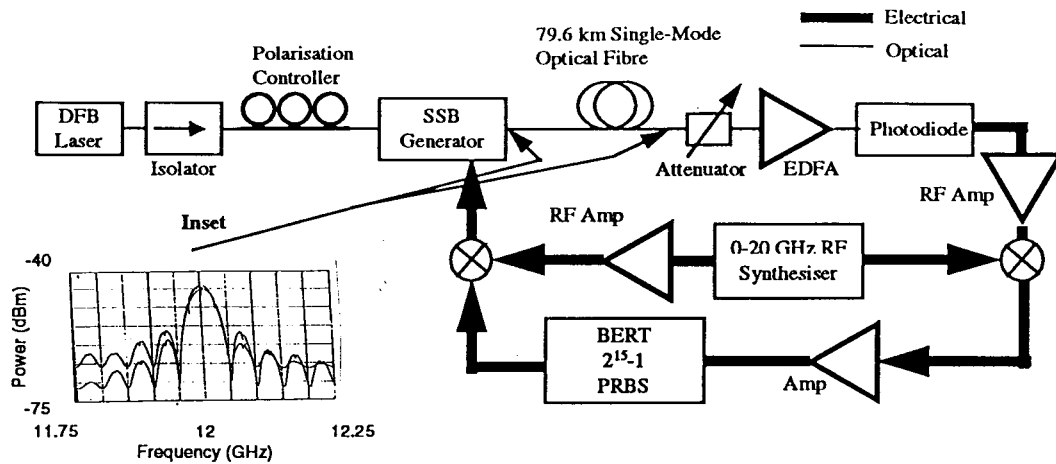 79.6 km Single-Mode
Optical Fibre
Electrical
Optical
Polarisation
Controller
DFB
Laser
Isolator
SSB
Generator
Attenuator
EDFA
Photodiode
RF Amp
Inset
RF Amp
0-20 GHz RF
Synthesiser
BERT
2¹⁵-1
PRBS
Amp
-40
Power (dBm)
-75
11.75
12
12.25
Frequency (GHz)